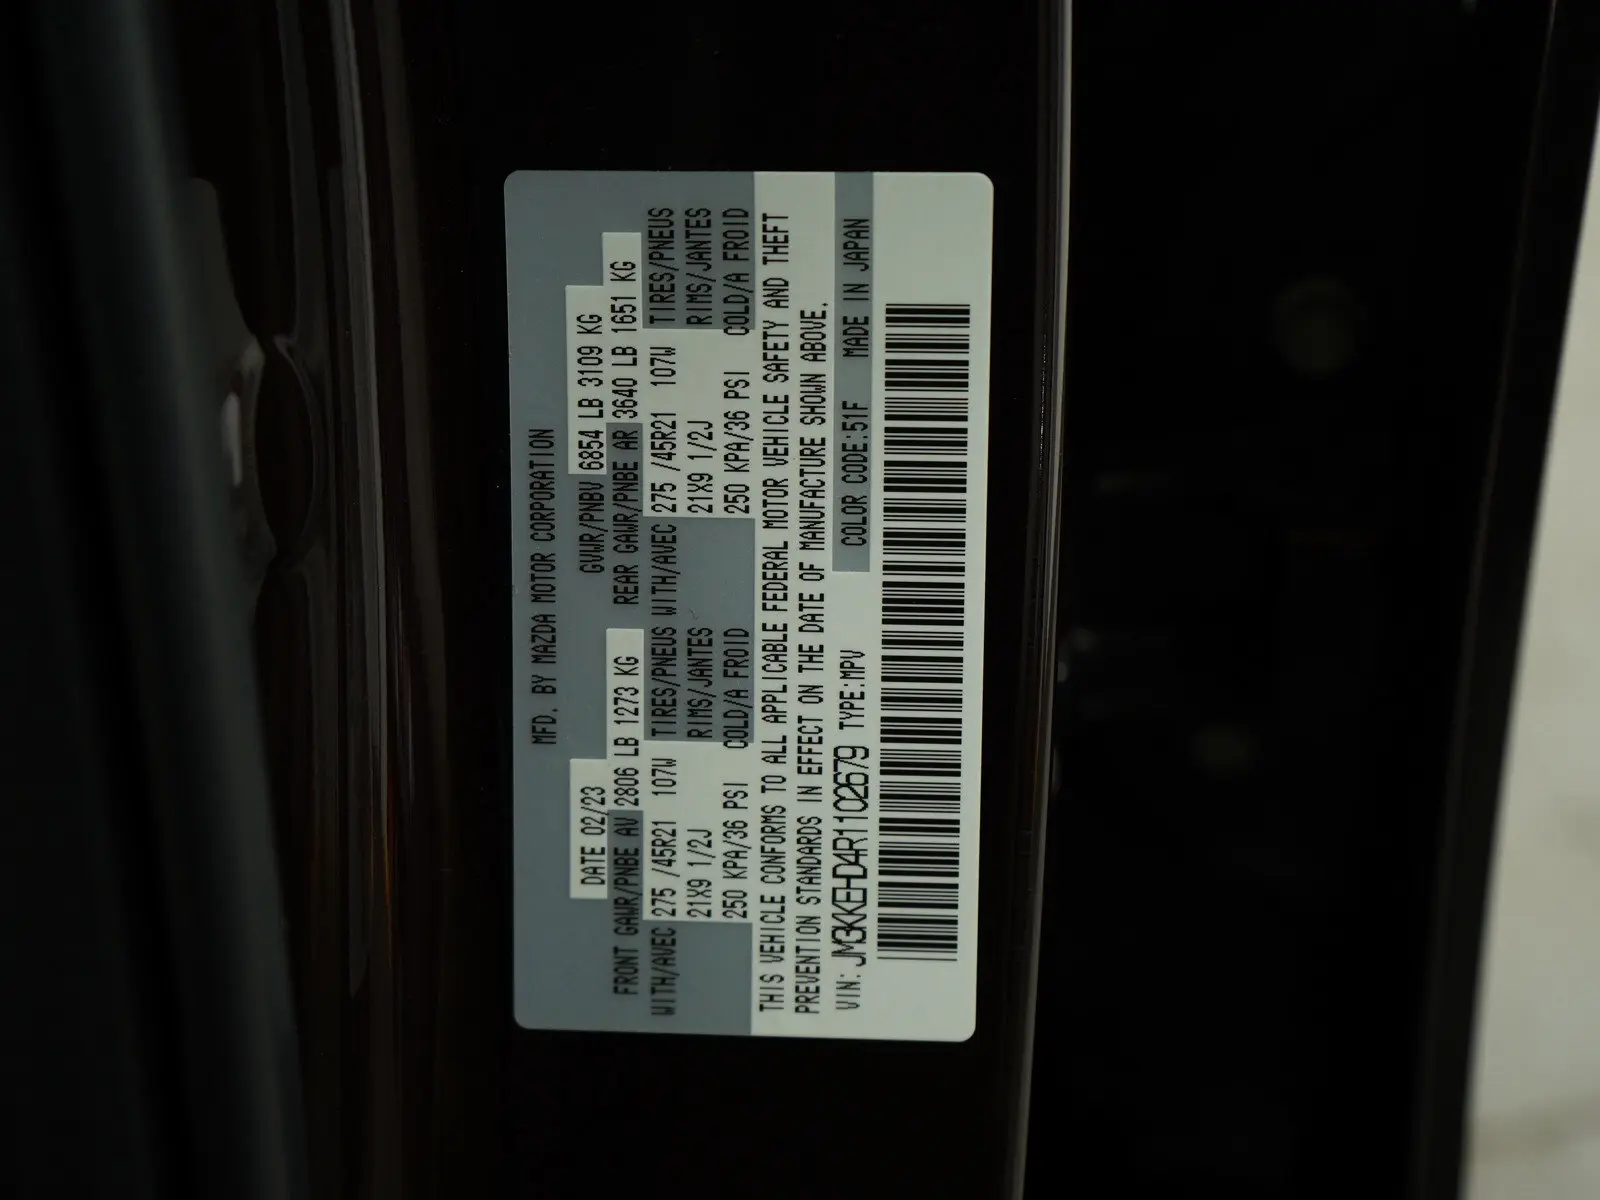 MFD. BY MAZDA MOTOR CORPORATION
DATE 02/23 GVWR/PNBV 6854 LB 3109 KG
FRONT GAWR/PNBE AV 2806 LB 1273 KG REAR GAWR/PNBE AR 3640 LB 1651 KG
WITH/AVEC 275 /45R21 107W TIRES/PNEUS WITH/AVEC 275 /45R21 107W TIRES/PNEUS
21X9 1/2J RIMS/JANTES 21X9 1/2J RIMS/JANTES
250 KPA/36 PSI COLD/A FROID 250 KPA/36 PSI COLD/A FROID
THIS VEHICLE CONFORMS TO ALL APPLICABLE FEDERAL MOTOR VEHICLE SAFETY AND THEFT
PREVENTION STANDARDS IN EFFECT ON THE DATE OF MANUFACTURE SHOWN ABOVE.
VIN: JM3KKEHD4R1102679 TYPE:MPV COLOR CODE:51F MADE IN JAPAN